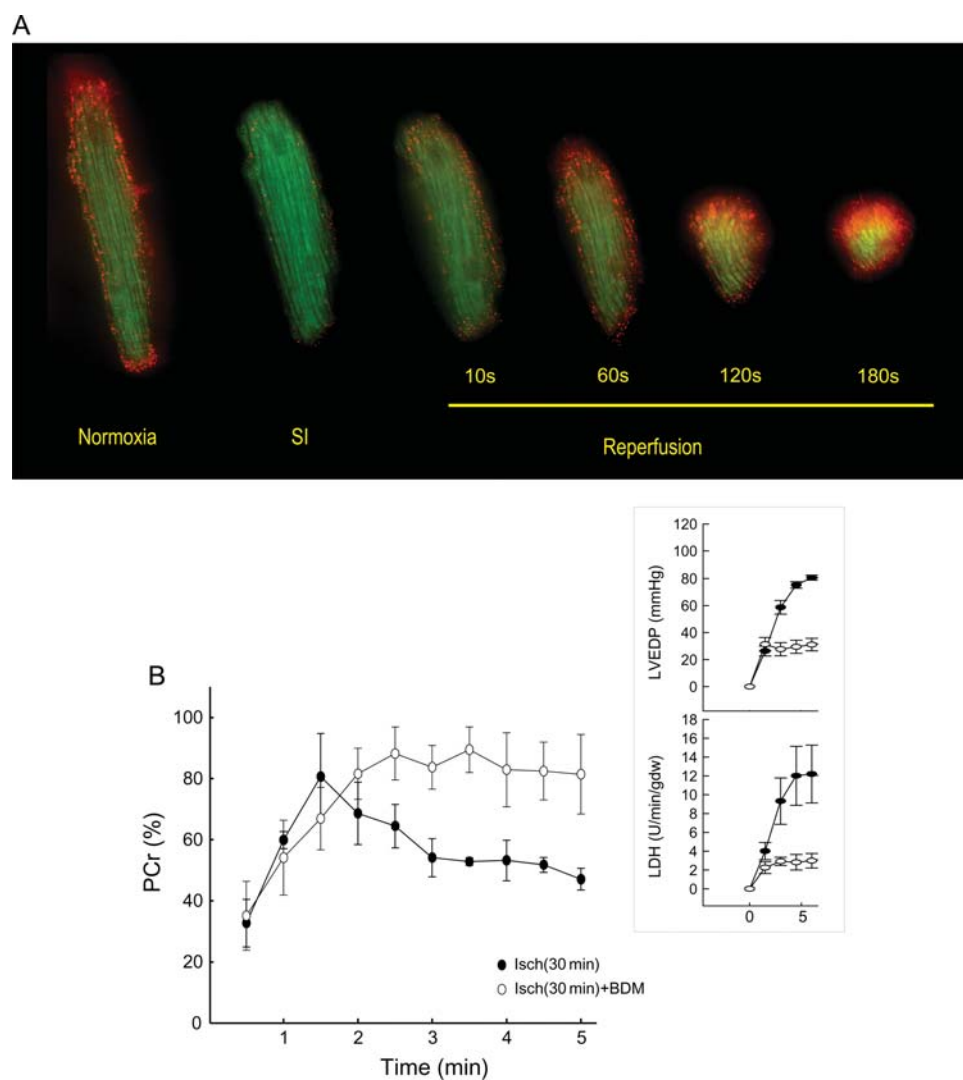 A
10s 60s 120s 180s
Normoxia SI Reperfusion
B
PCr (%)
100
80
60
40
20
0
1 2 3 4 5
Time (min)
Isch(30 min)
Isch(30 min)+BDM
LVEDP (mmHg)
120
100
80
60
40
20
0
LDH (U/min/gdw)
18
16
14
12
10
8
6
4
2
0
0 5